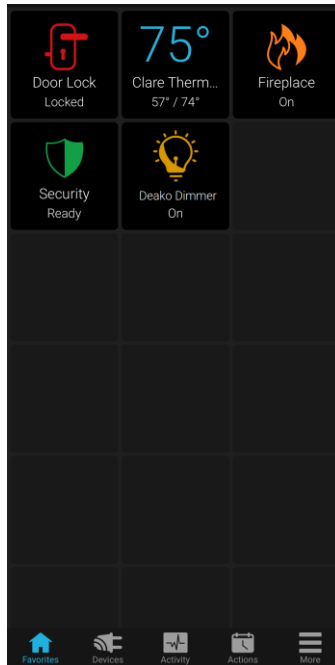 75°
Door Lock
Locked
Clare Therm...
57° / 74°
Fireplace
On
Security
Ready
Deako Dimmer
On
Favorites
Devices
Activity
Actions
More